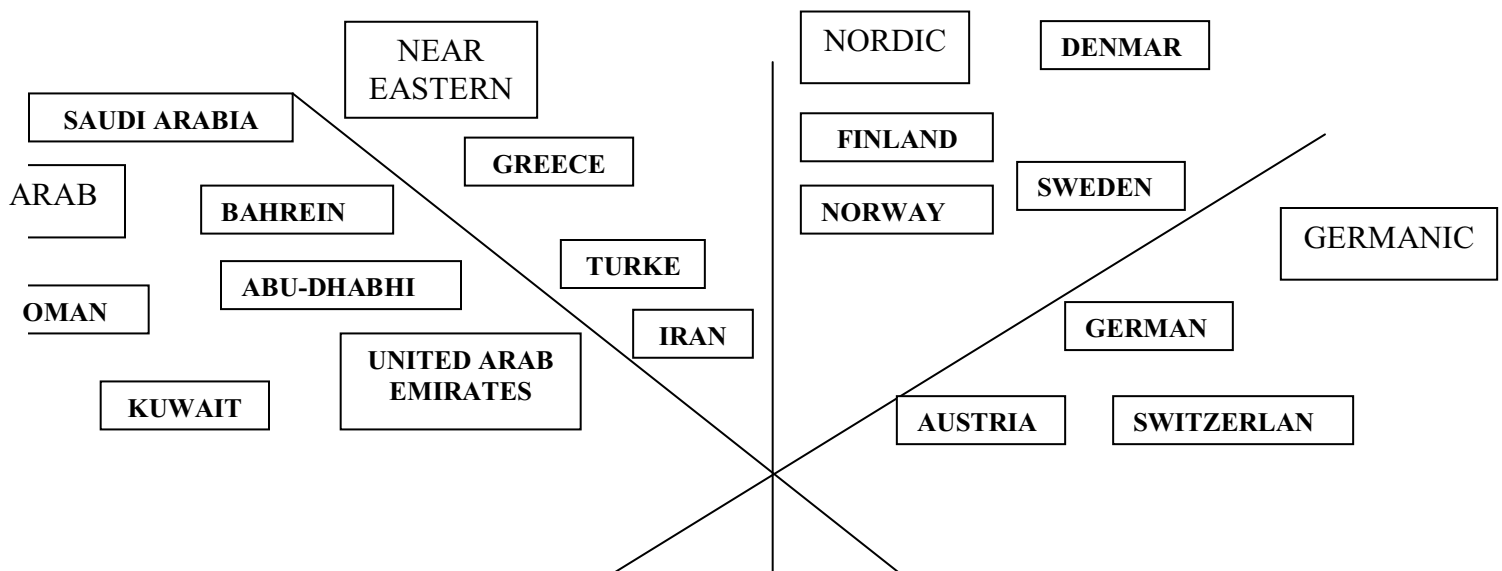 NEAR
EASTERN
NORDIC
DENMAR
SAUDI ARABIA
FINLAND
GREECE
ARAB
SWEDEN
BAHREIN
NORWAY
GERMANIC
TURKE
ABU-DHABHI
OMAN
GERMAN
IRAN
UNITED ARAB
EMIRATES
KUWAIT
AUSTRIA
SWITZERLAN